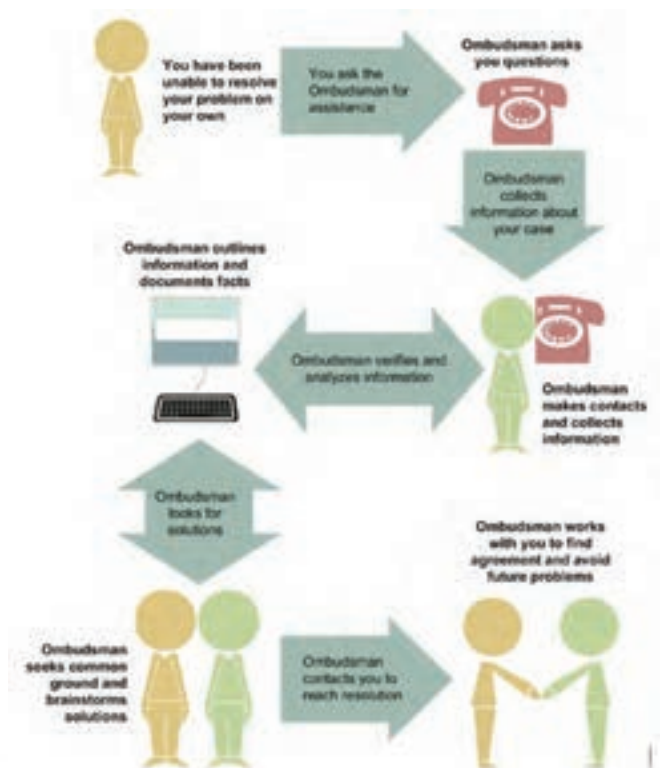 You have been
unable to resolve
your problem on
your own
You ask the
Ombudsman for
assistance
Ombudsman asks
you questions
Ombudsman
collects
information about
your case
Ombudsman outlines
information and
documents facts
Ombudsman verifies and
analyzes information
Ombudsman
makes contacts
and collects
information
Ombudsman
looks for
solutions
Ombudsman
seeks common
ground and
brainstorms
solutions
Ombudsman
contacts you to
reach resolution
Ombudsman works
with you to find
agreement and avoid
future problems